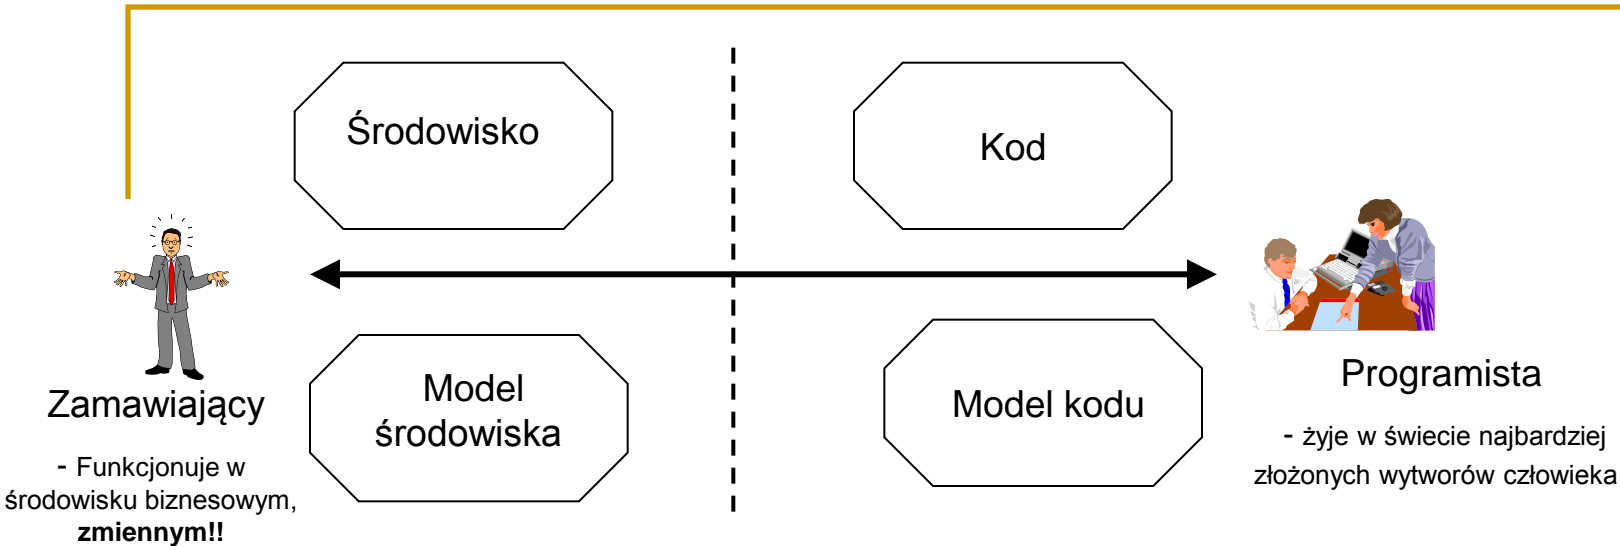 Środowisko
Kod
Zamawiający
- Funkcjonuje w
środowisku biznesowym,
zmiennym!!
Model
środowiska
Model kodu
Programista
- żyje w świecie najbardziej
złożonych wytworów człowieka